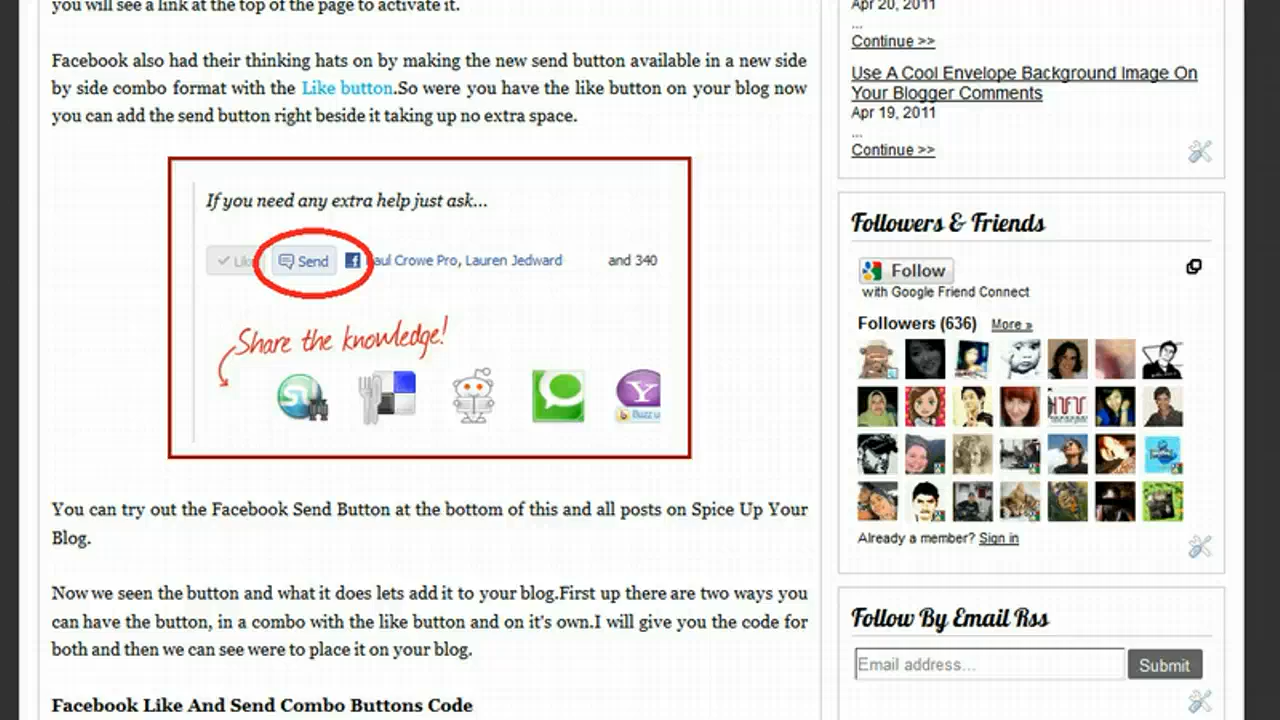 you will see a link at the top of the page to activate it.
Facebook also had their thinking hats on by making the new send button available in a new side
by side combo format with the Like button.So were you have the like button on your blog now
you can add the send button right beside it taking up no extra space.
If you need any extra help just ask...
Send
aul Crowe Pro, Lauren Jedward and 340
Share the knowledge!
You can try out the Facebook Send Button at the bottom of this and all posts on Spice Up Your
Blog.
Now we seen the button and what it does lets add it to your blog.First up there are two ways you
can have the button, in a combo with the like button and on it's own.I will give you the code for
both and then we can see were to place it on your blog.
Facebook Like And Send Combo Buttons Code
Apr 20, 2011
...
Continue >>
Use A Cool Envelope Background Image On
Your Blogger Comments
Apr 19, 2011
...
Continue >>
Followers & Friends
Follow
with Google Friend Connect
Followers (636) More »
Already a member? Sign in
Follow By Email Rss
Email address...
Submit